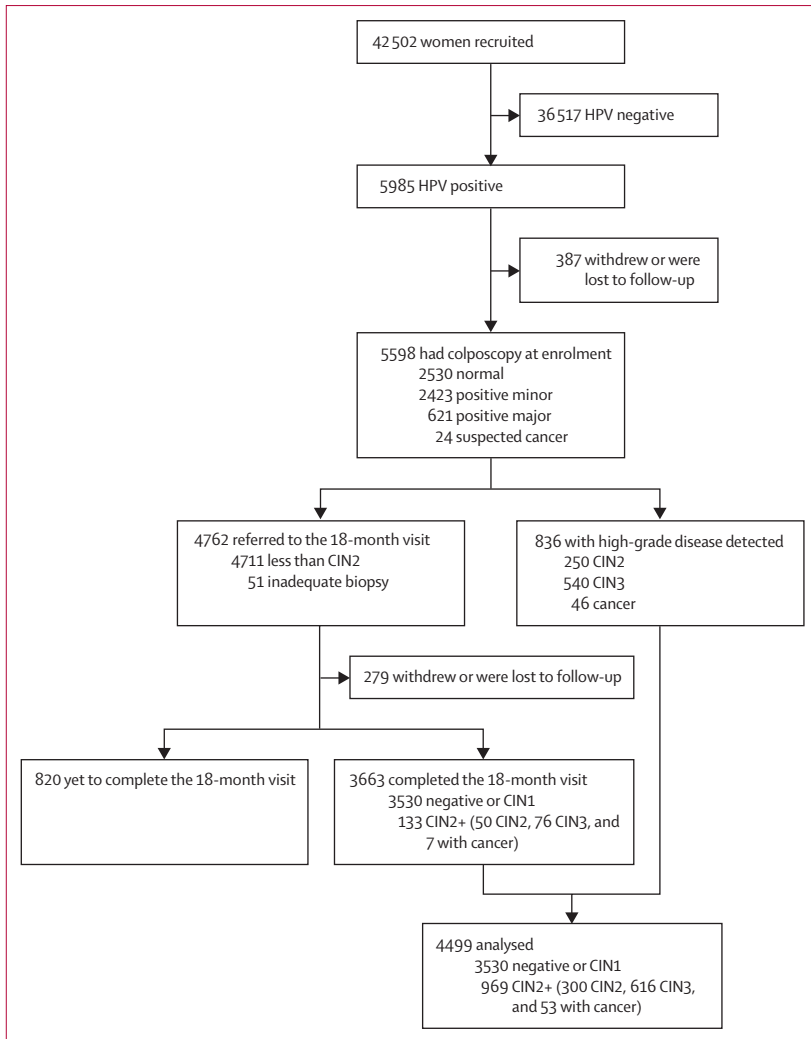 42 502 women recruited
36 517 HPV negative
5985 HPV positive
387 withdrew or were
lost to follow-up
5598 had colposcopy at enrolment
2530 normal
2423 positive minor
621 positive major
24 suspected cancer
4762 referred to the 18-month visit
4711 less than CIN2
51 inadequate biopsy
836 with high-grade disease detected
250 CIN2
540 CIN3
46 cancer
279 withdrew or were lost to follow-up
820 yet to complete the 18-month visit
3663 completed the 18-month visit
3530 negative or CIN1
133 CIN2+ (50 CIN2, 76 CIN3, and
7 with cancer)
4499 analysed
3530 negative or CIN1
969 CIN2+ (300 CIN2, 616 CIN3,
and 53 with cancer)